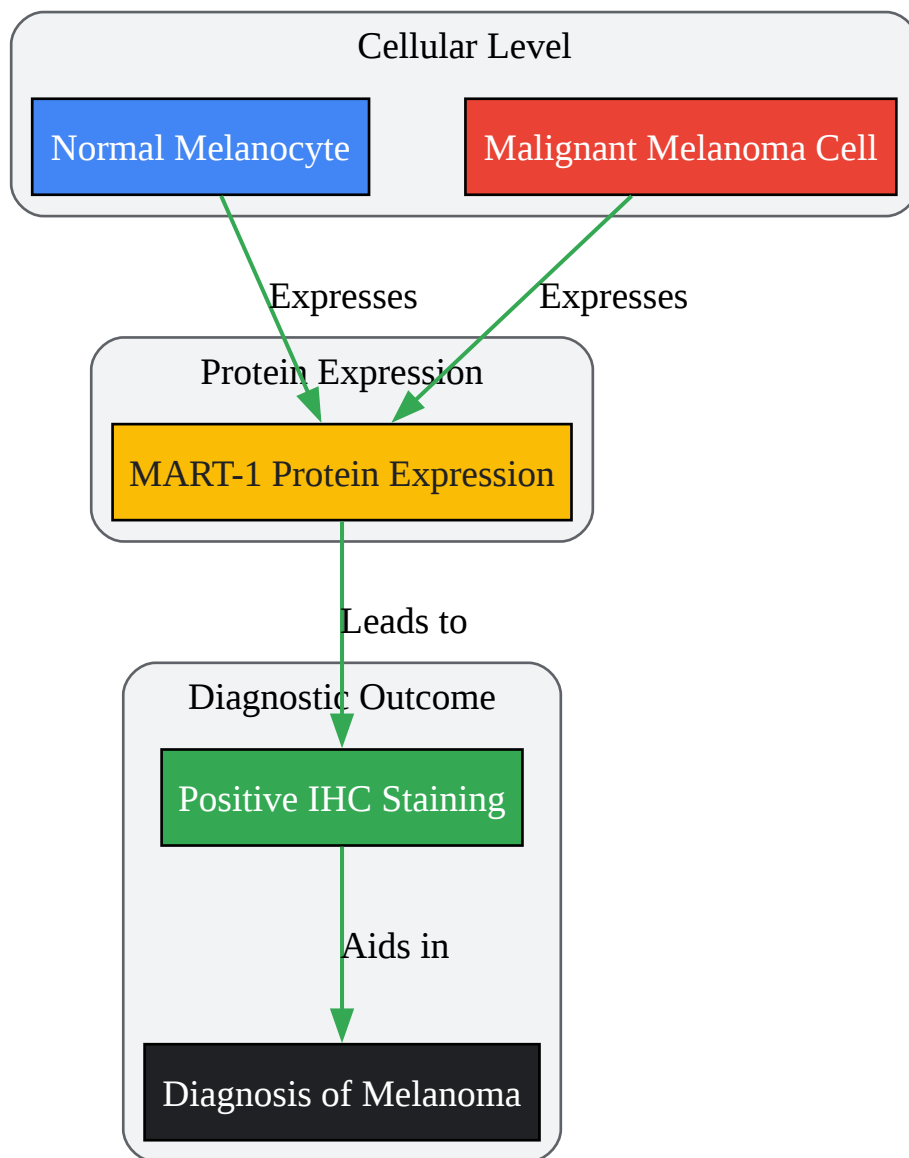 Cellular Level
Normal Melanocyte
Malignant Melanoma Cell
Expresses
Expresses
Protein Expression
MART-1 Protein Expression
Leads to
Diagnostic Outcome
Positive IHC Staining
Aids in
Diagnosis of Melanoma